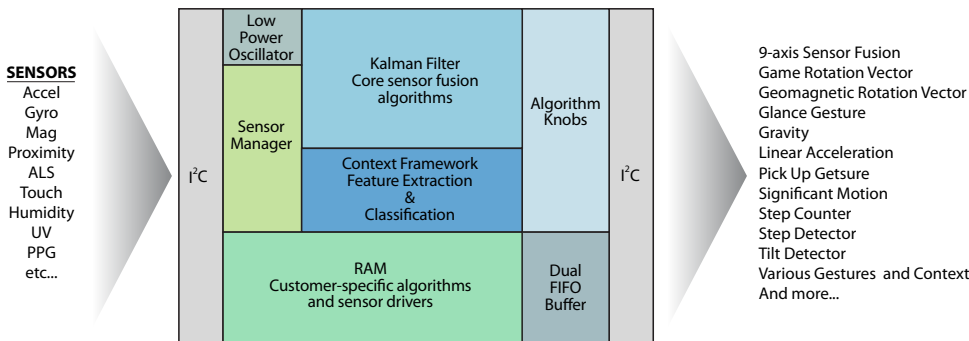 SENSORS
Accel
Gyro
Mag
Proximity
ALS
Touch
Humidity
UV
PPG
etc...
I²C
Low
Power
Oscillator
Sensor
Manager
Kalman Filter
Core sensor fusion
algorithms
Context Framework
Feature Extraction
&
Classification
Algorithm
Knobs
RAM
Customer-specific algorithms
and sensor drivers
Dual
FIFO
Buffer
I²C
9-axis Sensor Fusion
Game Rotation Vector
Geomagnetic Rotation Vector
Glance Gesture
Gravity
Linear Acceleration
Pick Up Getsure
Significant Motion
Step Counter
Step Detector
Tilt Detector
Various Gestures and Context
And more...